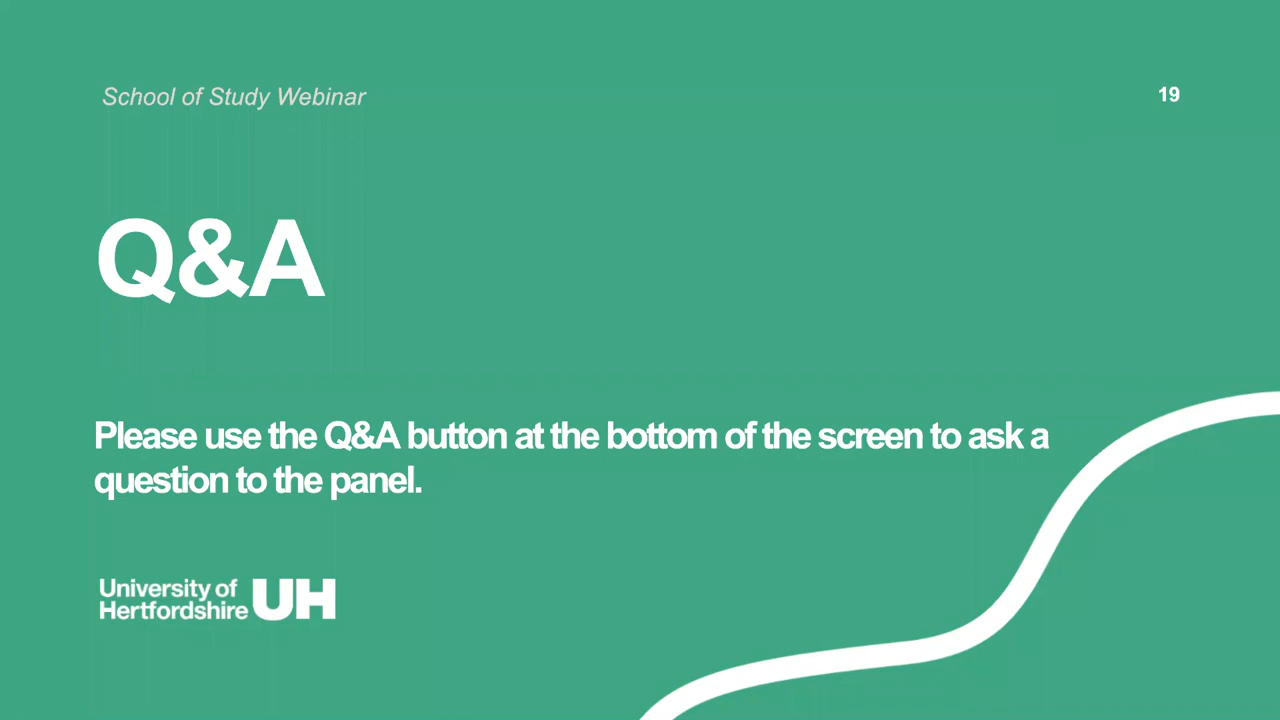 School of Study Webinar
19
Q&A
Please use the Q&A button at the bottom of the screen to ask a
question to the panel.
University of
Hertfordshire UH